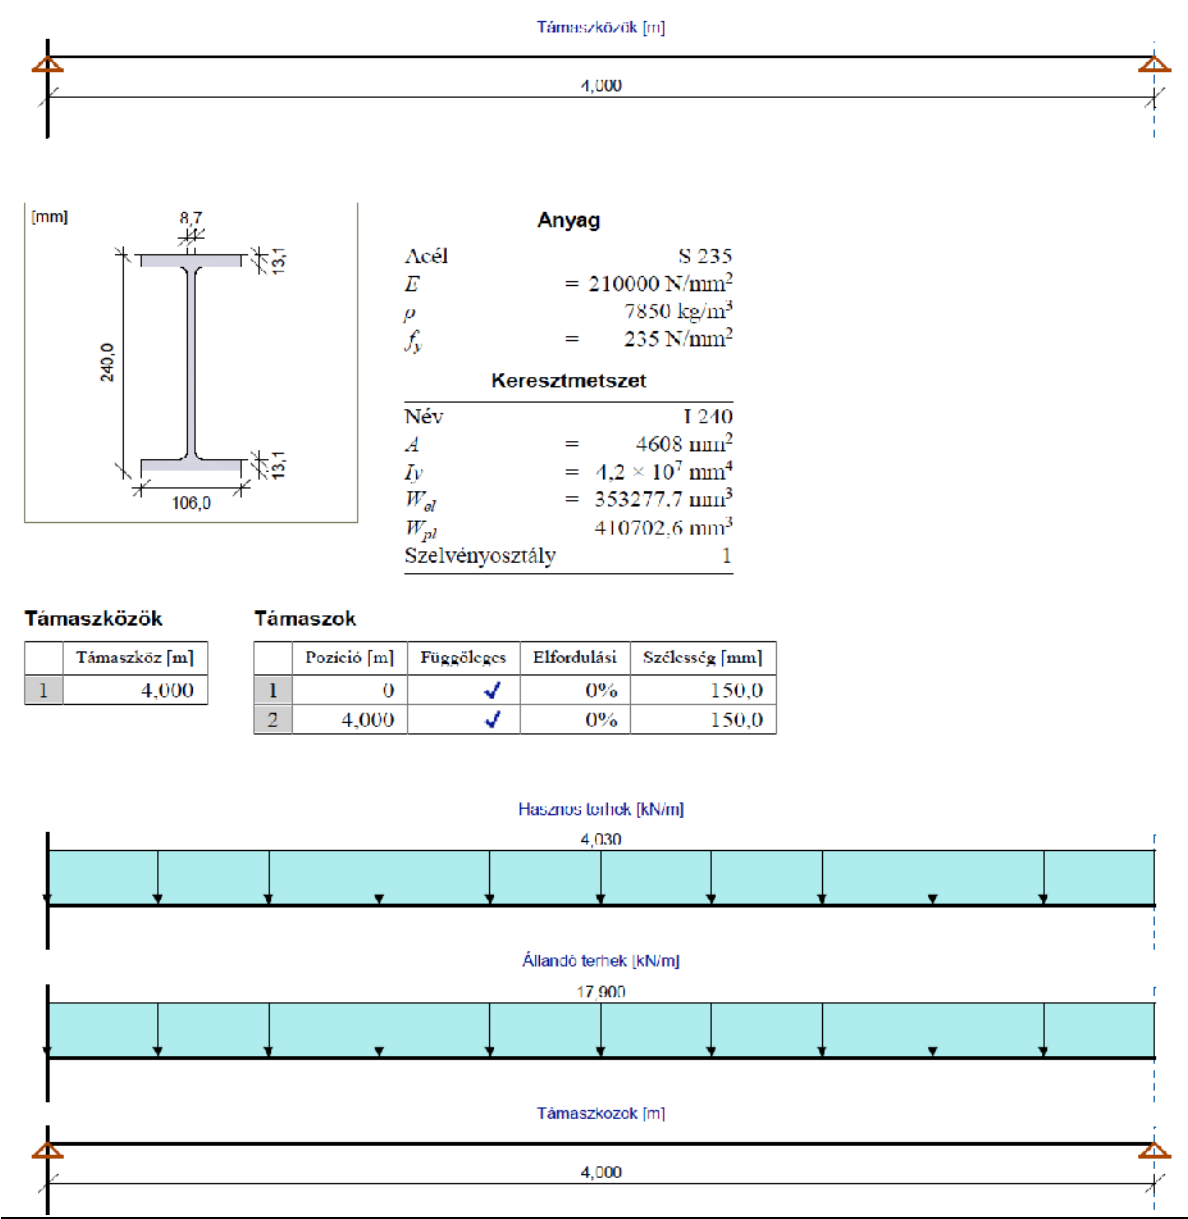 Támaszközök [m]
4,000
[mm]
8,7
13,1
240,0
13,1
106,0
Anyag
Acél S 235
E = 210000 N/mm²
ρ 7850 kg/m³
fy = 235 N/mm²
Keresztmetszet
Név I 240
A = 4608 mm²
Iy = 4,2 × 10⁷ mm⁴
Wel = 353277,7 mm³
Wpl 410702,6 mm³
Szelvényosztály 1
Támaszközök
Támaszköz [m]
1 4,000
Támaszok
Pozíció [m] Függőleges Elfordulási Szélesség [mm]
1 0 ✓ 0% 150,0
2 4,000 ✓ 0% 150,0
Hasznos terhek [kN/m]
4,030
Állandó terhek [kN/m]
17,900
Támaszközök [m]
4,000